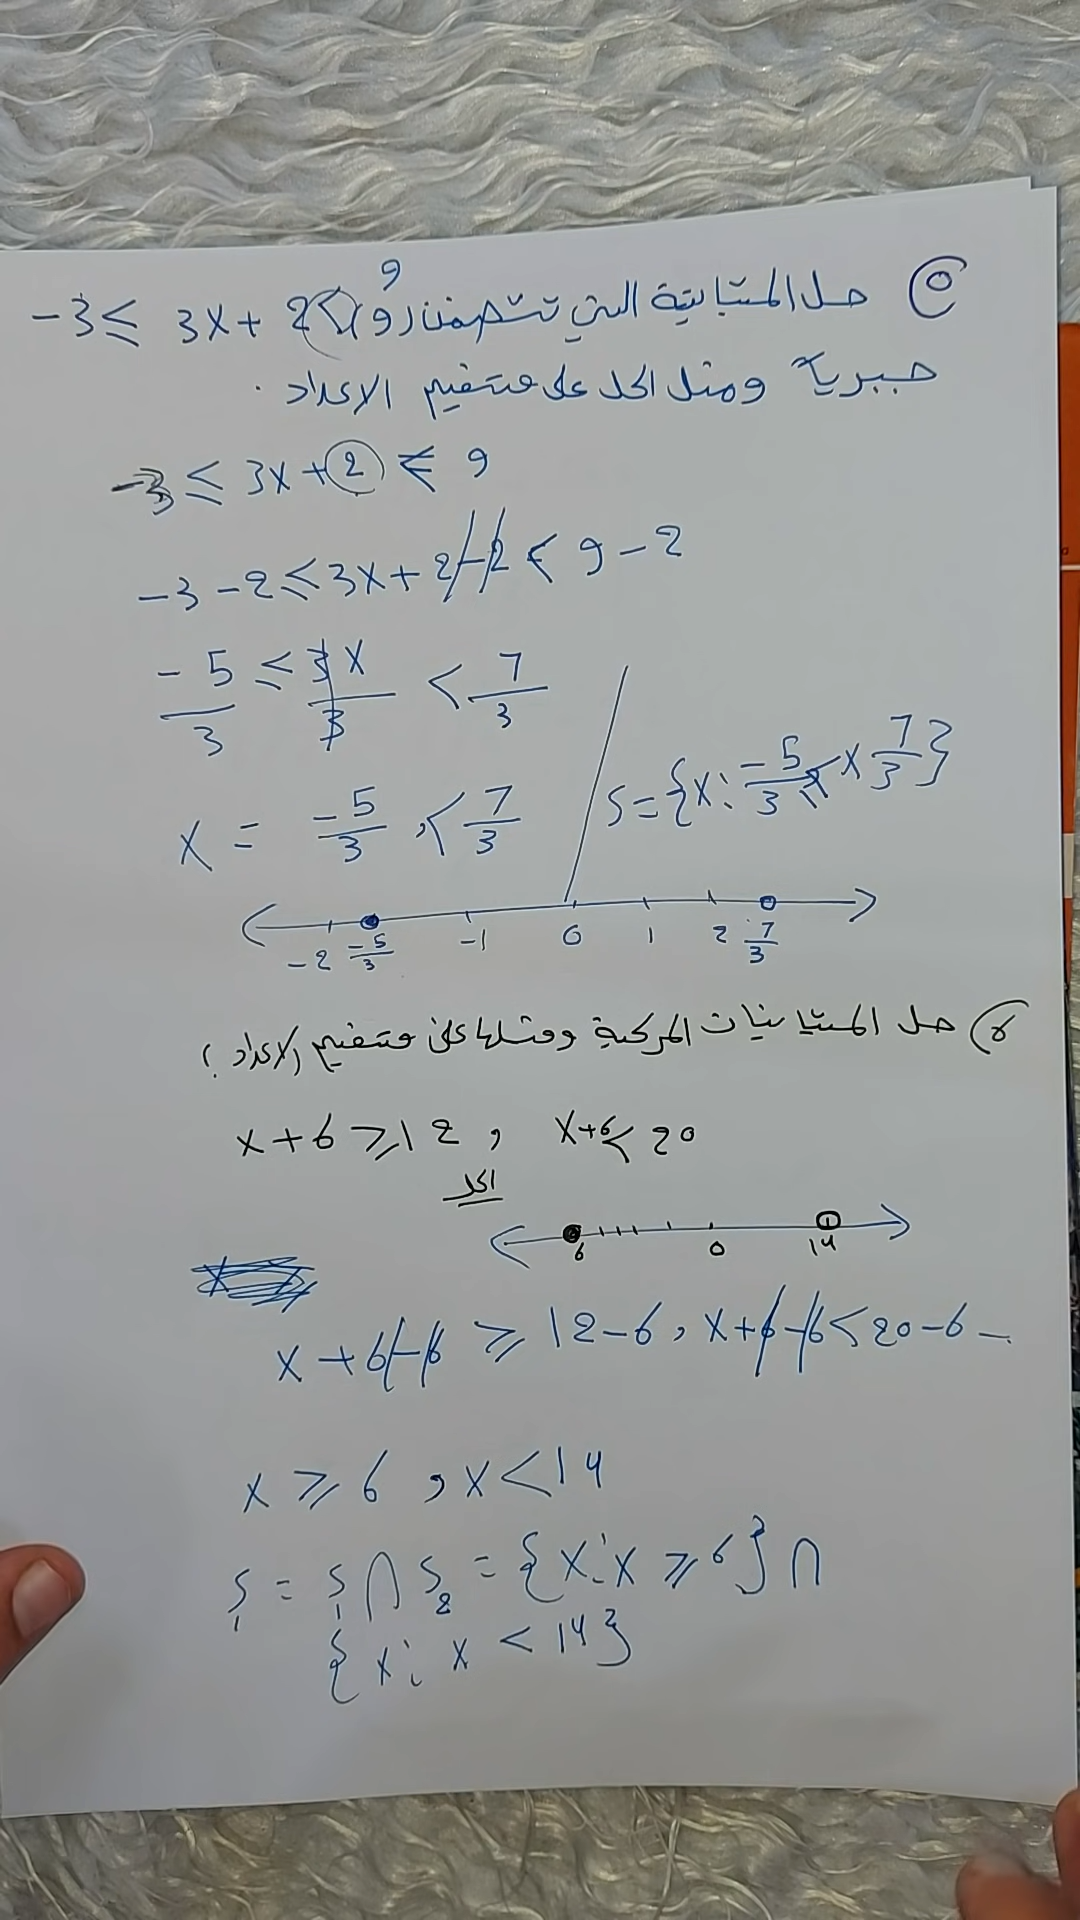 ٥) حل المتباينة التي تتضمن (و) -3 ≤ 3x + 2 < 9
جبرياً ومثل الحل على مستقيم الاعداد .
-3 ≤ 3x + 2 ≤ 9
-3 - 2 ≤ 3x + 2 - 2 < 9 - 2
-5/3 ≤ 3x/3 < 7/3
x = -5/3 , < 7/3
S = {x: -5/3 ≤ x 7/3}
-2 -5/3 -1 0 1 2 7/3
٦) حل المتباينات المركبة ومثلها على مستقيم الاعداد ؟
x + 6 ≥ 12 , x + 6 < 20
الحل
6 0 14
x + 6 - 6 ≥ 12 - 6 , x + 6 - 6 < 20 - 6
x ≥ 6 , x < 14
S₁ = S₁ ∩ S₂ = {x: x ≥ 6} ∩
{x: x < 14}